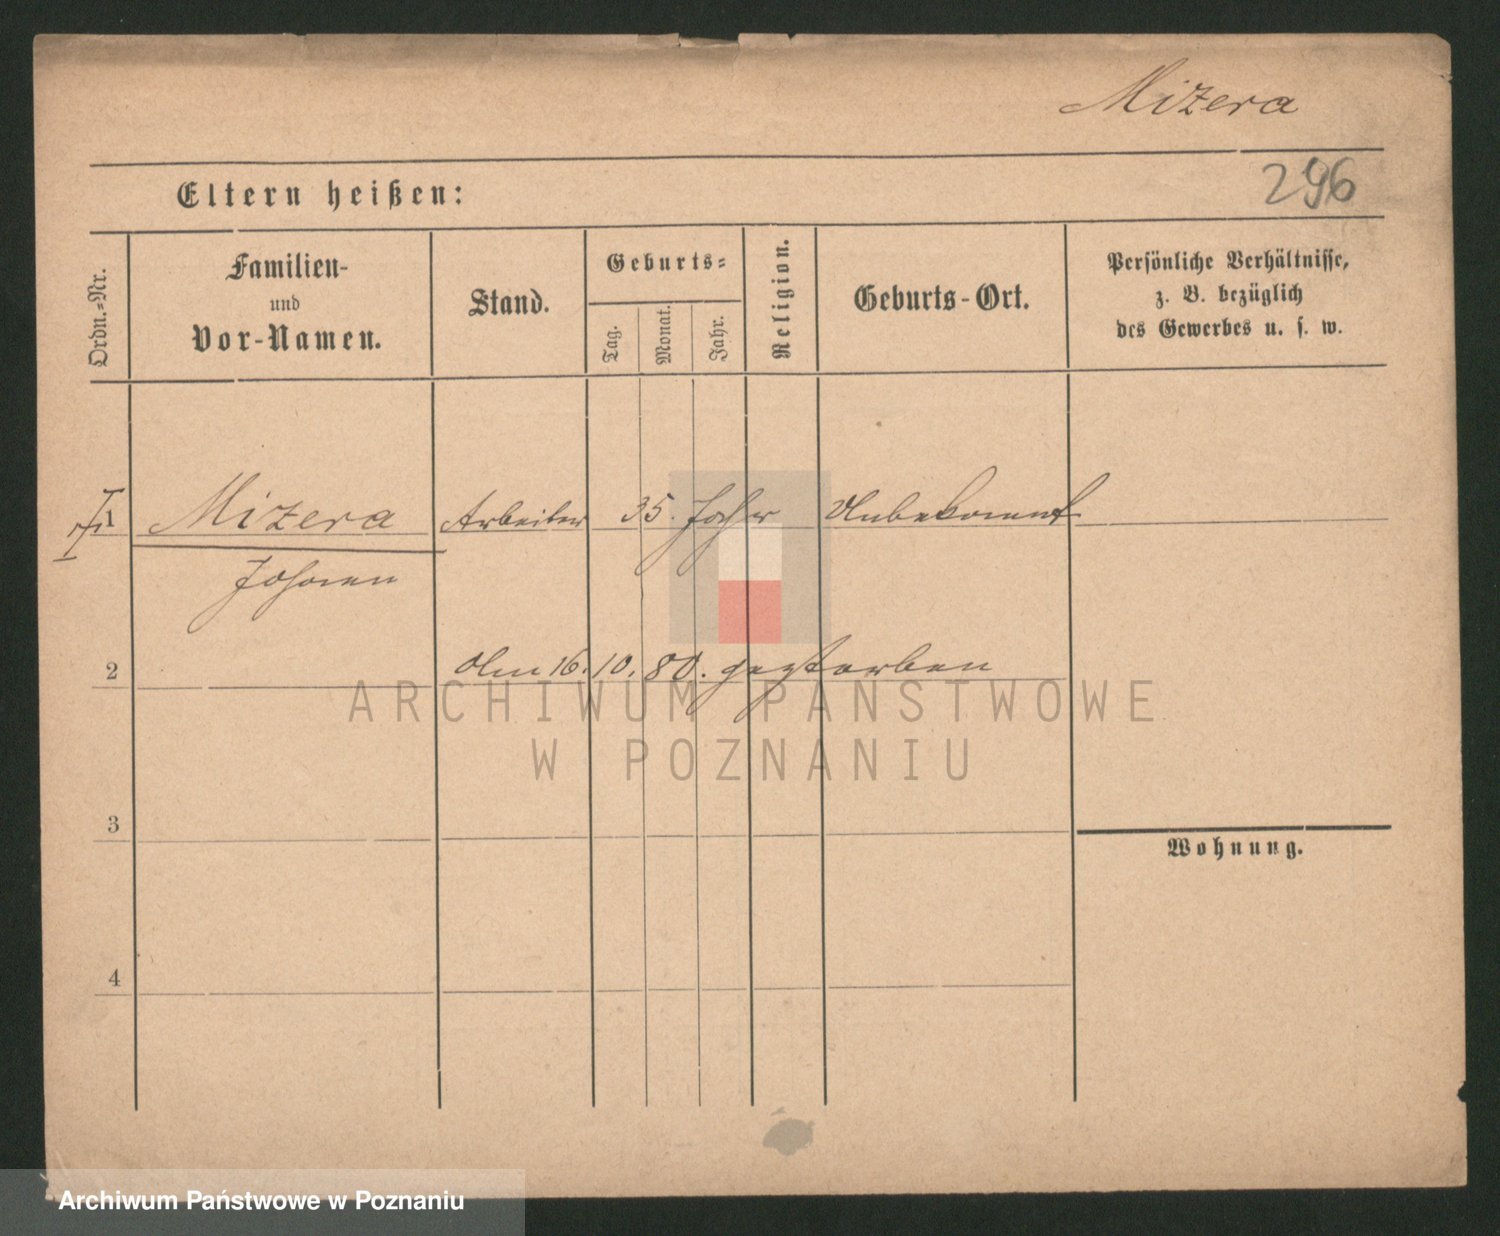 Mizera
296
Eltern heißen:
Ordn.=Nr.
Familien-
und
Vor-Namen.
Stand.
Geburts=
Tag.
Monat.
Jahr.
Religion.
Geburts-Ort.
Persönliche Verhältnisse,
z. B. bezüglich
des Gewerbes u. s. w.
1 Mizera Arbeiter 35. Jahr Unbekannt
Johann
2 Am 16. 10. 80. gestorben
ARCHIWUM PAŃSTWOWE
W POZNANIU
3
Wohnung.
4
Archiwum Państwowe w Poznaniu